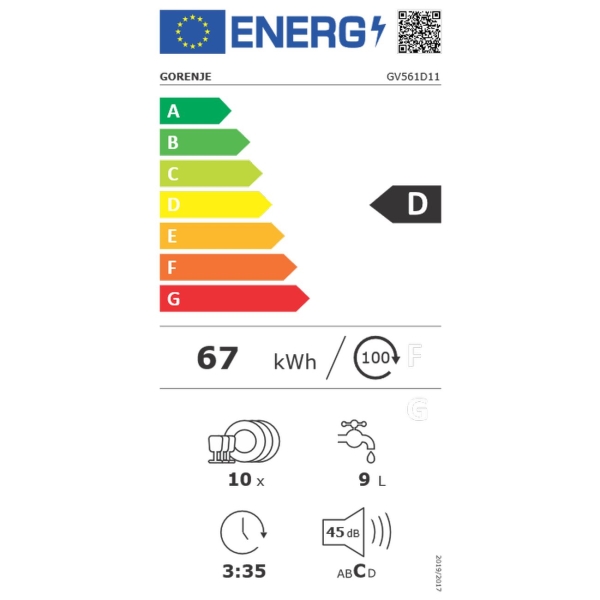 ENERG
GORENJE GV561D11
A
B
C
D D
E
F
G
67 kWh / 100 F
G
10 x 9 L
45 dB
3:35 ABCD
2019/2017